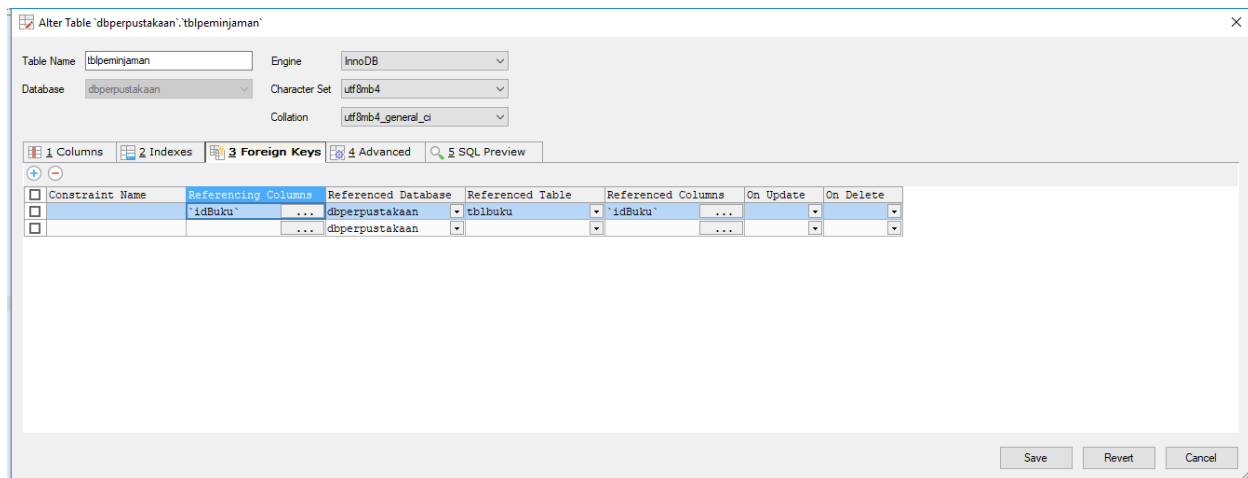 Alter Table `dbperpustakaan`.`tblpeminjaman`
Table Name tblpeminjaman Engine InnoDB
Database dbperpustakaan Character Set utf8mb4
Collation utf8mb4_general_ci
1 Columns 2 Indexes 3 Foreign Keys 4 Advanced 5 SQL Preview
Constraint Name Referencing Columns Referenced Database Referenced Table Referenced Columns On Update On Delete
`idBuku` ... dbperpustakaan tblbuku `idBuku` ...
... dbperpustakaan ...
Save Revert Cancel